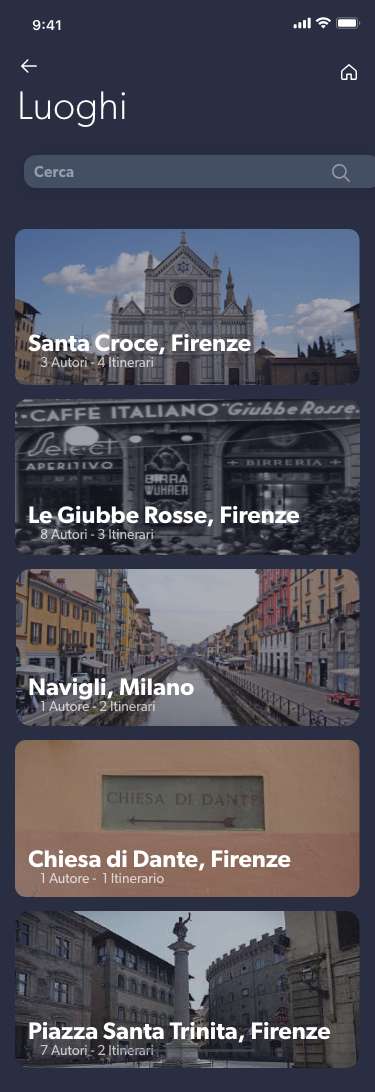 9:41
Luoghi
Cerca
Santa Croce, Firenze
3 Autori - 4 Itinerari
CAFFÈ ITALIANO "Giubbe Rosse
Select
APERITIVO
BAR
BIRRA
WÜHRER
BIRRERIA
Le Giubbe Rosse, Firenze
8 Autori - 3 Itinerari
Navigli, Milano
1 Autore - 2 Itinerari
CHIESA DI DANTE
Chiesa di Dante, Firenze
1 Autore - 1 Itinerario
Piazza Santa Trinita, Firenze
7 Autori - 2 Itinerari